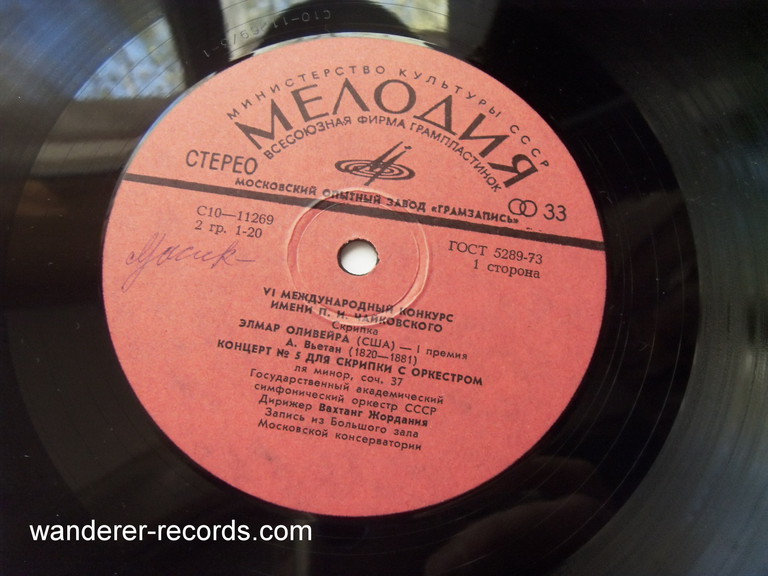 МИНИСТЕРСТВО КУЛЬТУРЫ СССР
МЕЛОДИЯ
ВСЕСОЮЗНАЯ ФИРМА ГРАМПЛАСТИНОК
СТЕРЕО
33
МОСКОВСКИЙ ОПЫТНЫЙ ЗАВОД «ГРАМЗАПИСЬ»
С10—11269
2 гр. 1-20
ГОСТ 5289-73
1 сторона
VI МЕЖДУНАРОДНЫЙ КОНКУРС
ИМЕНИ П. И. ЧАЙКОВСКОГО
Скрипка
ЭЛМАР ОЛИВЕЙРА (США) — I премия
А. Вьетан (1820—1881)
КОНЦЕРТ № 5 ДЛЯ СКРИПКИ С ОРКЕСТРОМ
ля минор, соч. 37
Государственный академический
симфонический оркестр СССР
Дирижер Вахтанг Жордания
Запись из Большого зала
Московской консерватории
wanderer-records.com